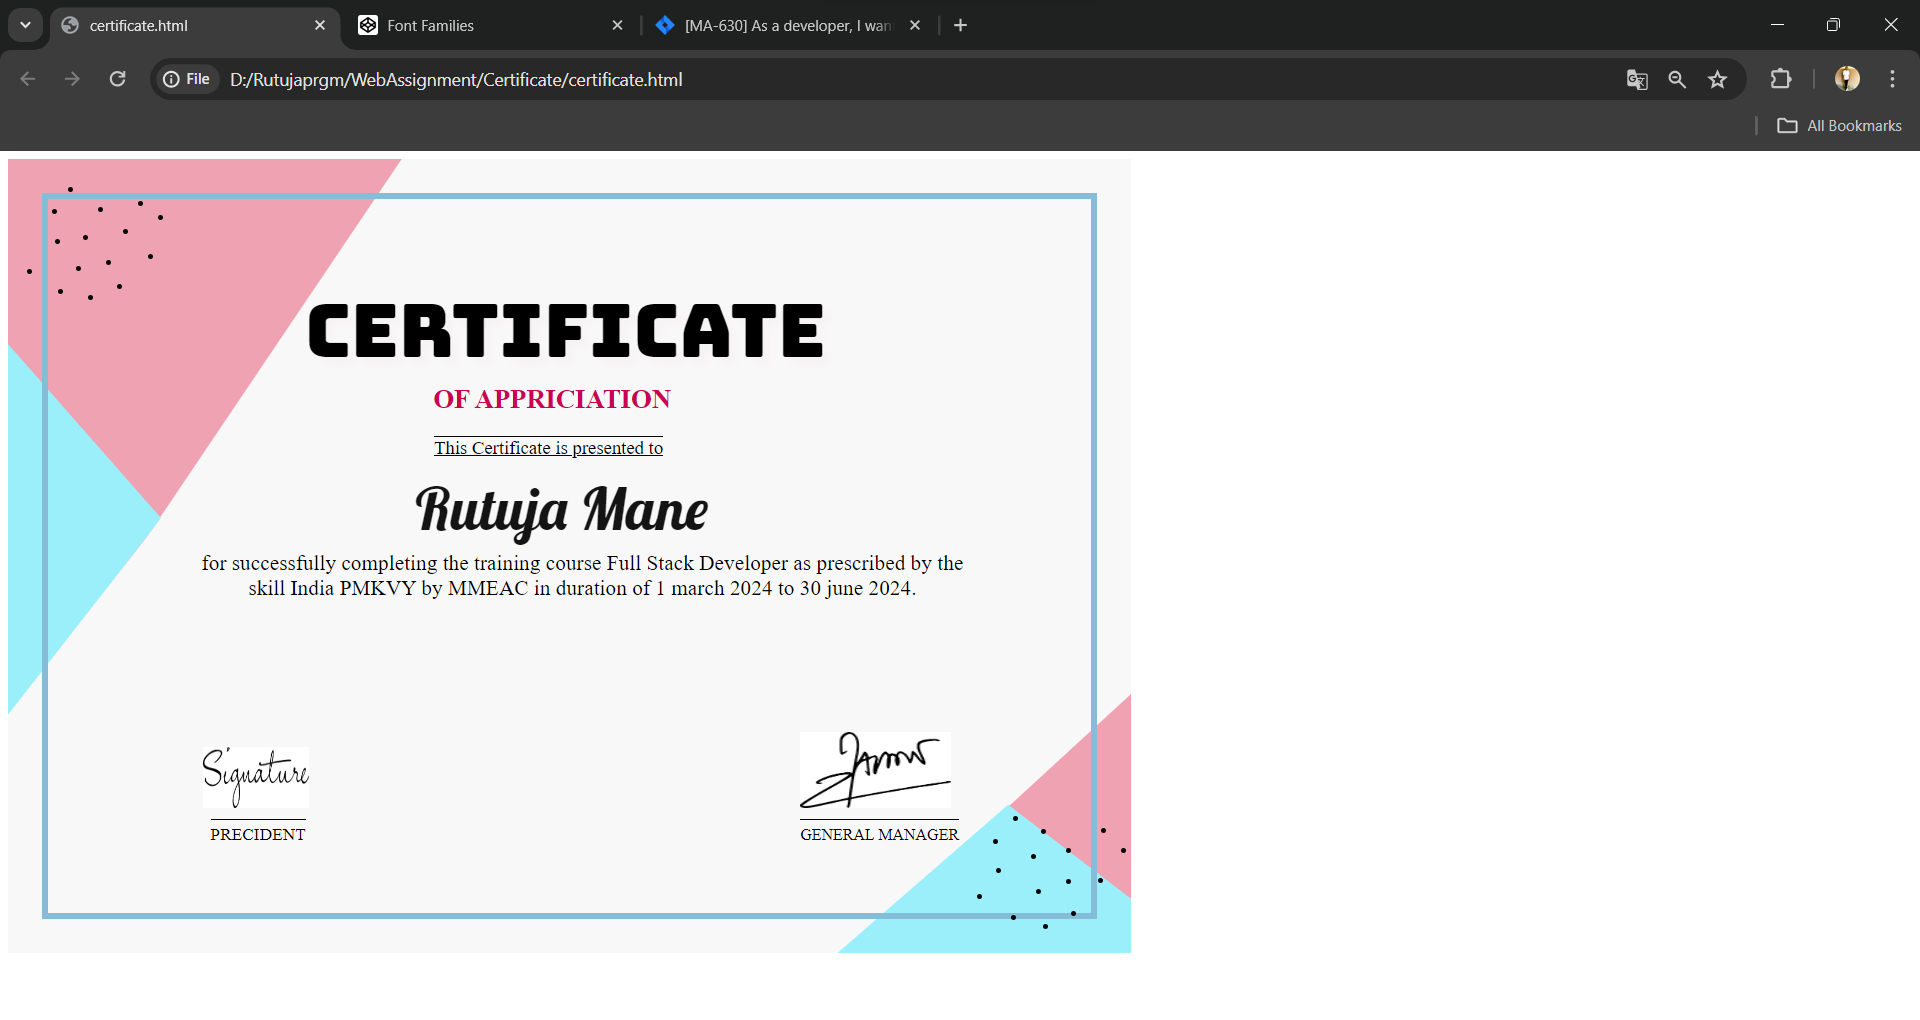 certificate.html
Font Families
[MA-630] As a developer, I wan
File
D:/Rutujaprgm/WebAssignment/Certificate/certificate.html
All Bookmarks
CERTIFICATE
OF APPRICIATION
This Certificate is presented to
Rutuja Mane
for successfully completing the training course Full Stack Developer as prescribed by the
skill India PMKVY by MMEAC in duration of 1 march 2024 to 30 june 2024.
Signature
PRECIDENT
GENERAL MANAGER